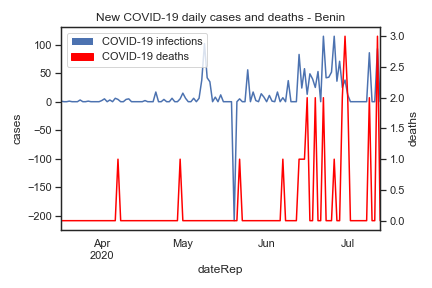 New COVID-19 daily cases and deaths - Benin
COVID-19 infections
COVID-19 deaths
100
50
0
−50
−100
−150
−200
cases
3.0
2.5
2.0
1.5
1.0
0.5
0.0
deaths
Apr
2020
May
Jun
Jul
dateRep